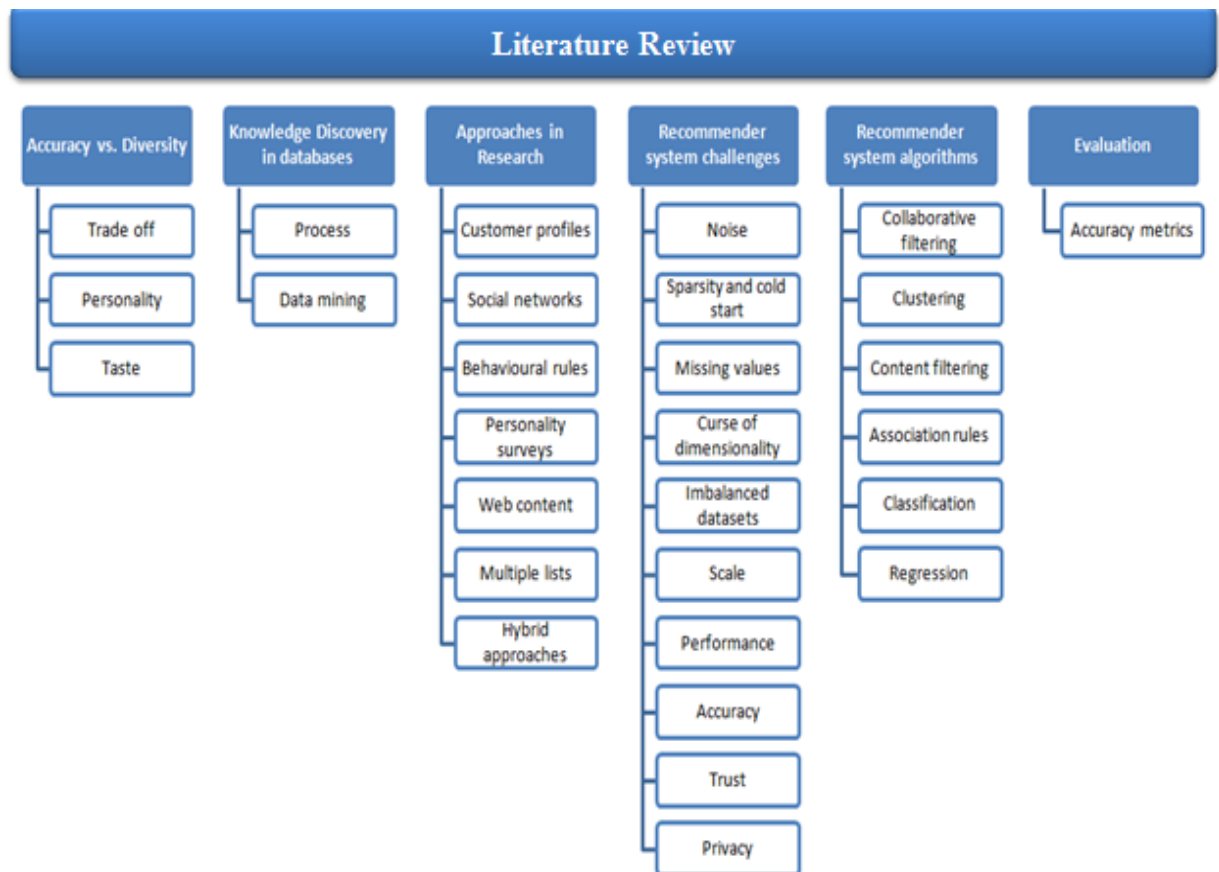 Literature Review
Accuracy vs. Diversity
Trade off
Personality
Taste
Knowledge Discovery
in databases
Process
Data mining
Approaches in
Research
Customer profiles
Social networks
Behavioural rules
Personality
surveys
Web content
Multiple lists
Hybrid
approaches
Recommender
system challenges
Noise
Sparsity and cold
start
Missing values
Curse of
dimensionality
Imbalanced
datasets
Scale
Performance
Accuracy
Trust
Privacy
Recommender
system algorithms
Collaborative
filtering
Clustering
Content filtering
Association rules
Classification
Regression
Evaluation
Accuracy metrics